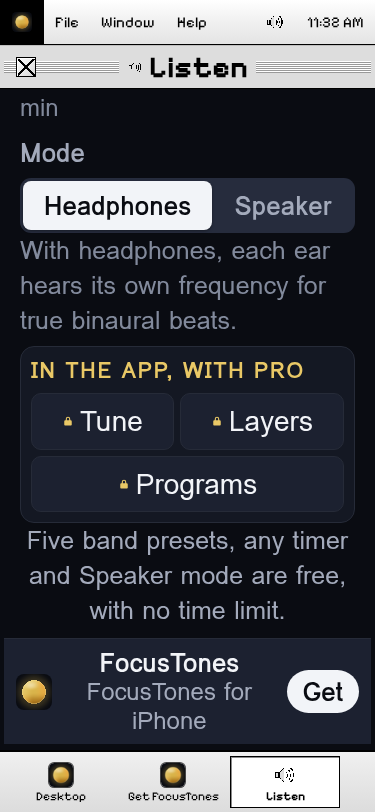 File Window Help 11:38 AM
Listen
min
Mode
Headphones Speaker
With headphones, each ear
hears its own frequency for
true binaural beats.
IN THE APP, WITH PRO
Tune Layers
Programs
Five band presets, any timer
and Speaker mode are free,
with no time limit.
FocusTones
FocusTones for
iPhone
Get
Desktop Get FocusTones Listen